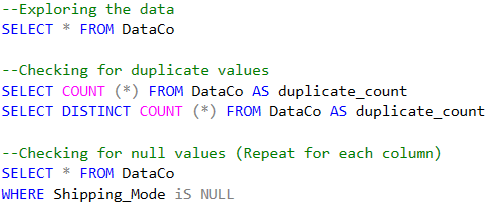 --Exploring the data
SELECT * FROM DataCo
--Checking for duplicate values
SELECT COUNT (*) FROM DataCo AS duplicate_count
SELECT DISTINCT COUNT (*) FROM DataCo AS duplicate_count
--Checking for null values (Repeat for each column)
SELECT * FROM DataCo
WHERE Shipping_Mode iS NULL